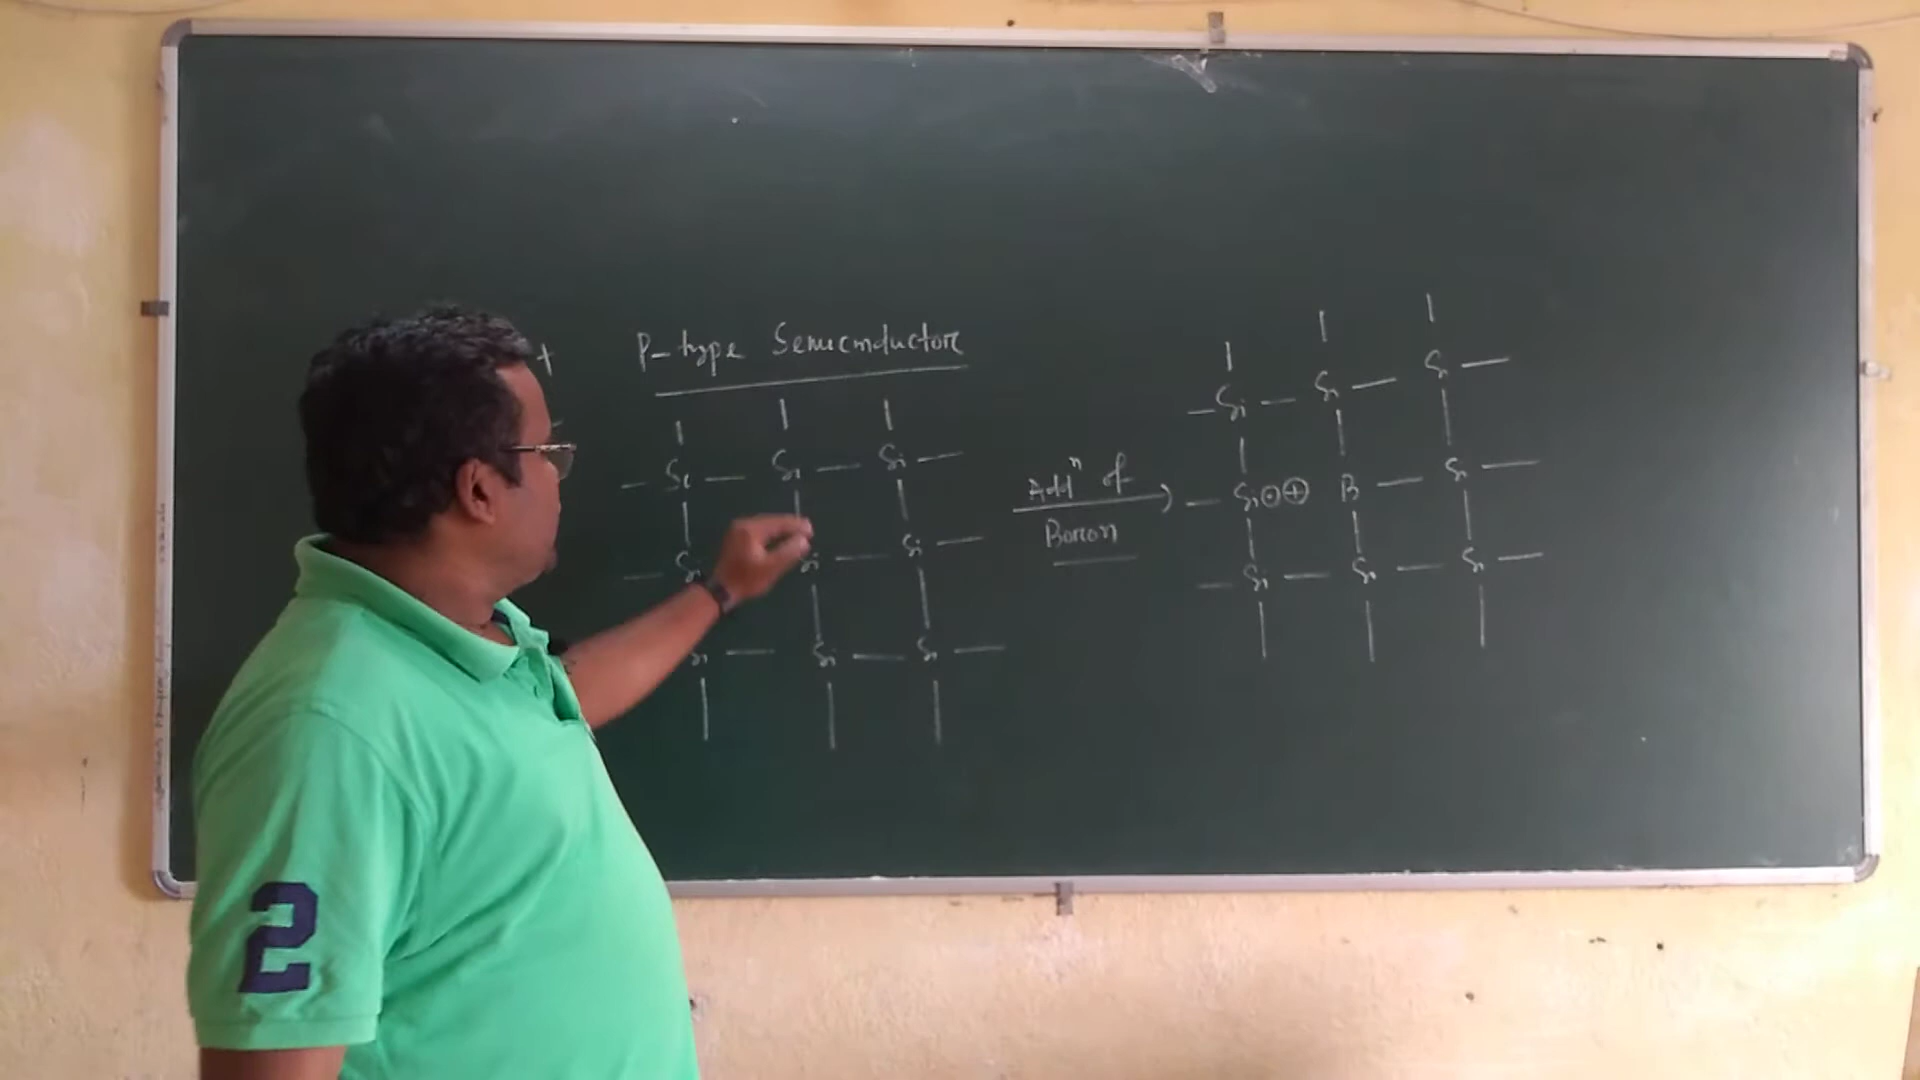 + P-type Semiconductor
Si Si Si
Si Si Si
Si Si Si
Addⁿ of
Boron
Si Si Si
Si ⊖ ⊕ B Si
Si Si Si
2